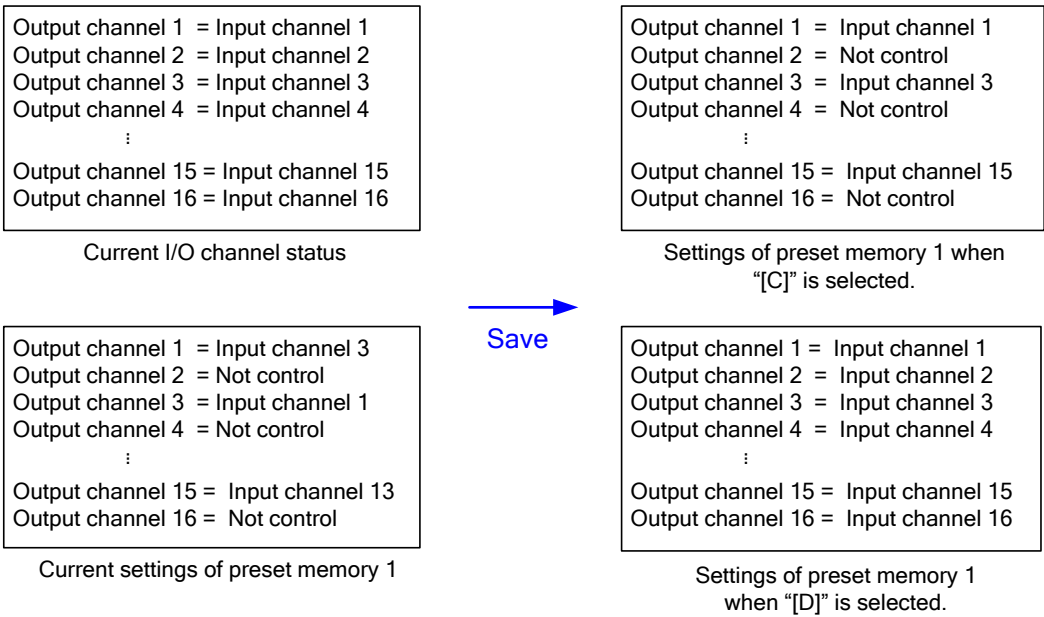 Output channel 1 = Input channel 1
Output channel 2 = Input channel 2
Output channel 3 = Input channel 3
Output channel 4 = Input channel 4
⋮
Output channel 15 = Input channel 15
Output channel 16 = Input channel 16
Current I/O channel status
Output channel 1 = Input channel 3
Output channel 2 = Not control
Output channel 3 = Input channel 1
Output channel 4 = Not control
⋮
Output channel 15 = Input channel 13
Output channel 16 = Not control
Current settings of preset memory 1
Save
Output channel 1 = Input channel 1
Output channel 2 = Not control
Output channel 3 = Input channel 3
Output channel 4 = Not control
⋮
Output channel 15 = Input channel 15
Output channel 16 = Not control
Settings of preset memory 1 when
“[C]” is selected.
Output channel 1 = Input channel 1
Output channel 2 = Input channel 2
Output channel 3 = Input channel 3
Output channel 4 = Input channel 4
⋮
Output channel 15 = Input channel 15
Output channel 16 = Input channel 16
Settings of preset memory 1
when “[D]” is selected.